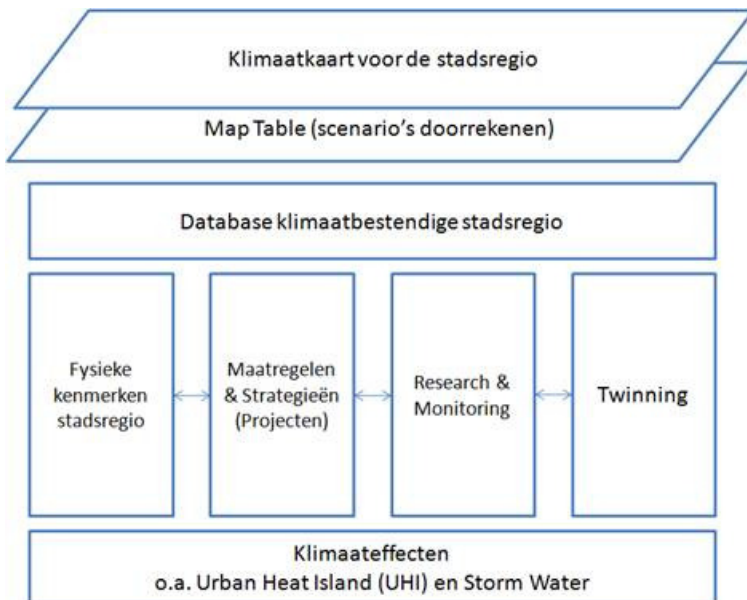 Klimaatkaart voor de stadsregio
Map Table (scenario's doorrekenen)
Database klimaatbestendige stadsregio
Fysieke
kenmerken
stadsregio
Maatregelen
& Strategieën
(Projecten)
Research &
Monitoring
Twinning
Klimaateffecten
o.a. Urban Heat Island (UHI) en Storm Water